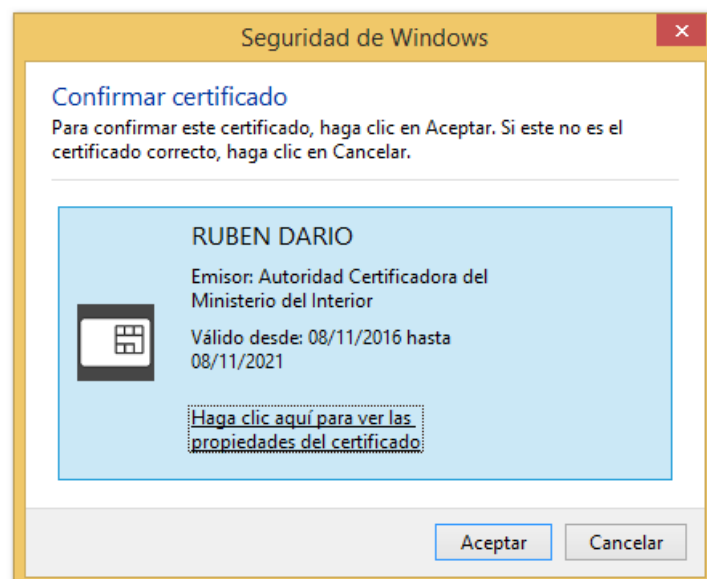 Seguridad de Windows
Confirmar certificado
Para confirmar este certificado, haga clic en Aceptar. Si este no es el
certificado correcto, haga clic en Cancelar.
RUBEN DARIO
Emisor: Autoridad Certificadora del
Ministerio del Interior
Válido desde: 08/11/2016 hasta
08/11/2021
Haga clic aquí para ver las
propiedades del certificado
Aceptar
Cancelar